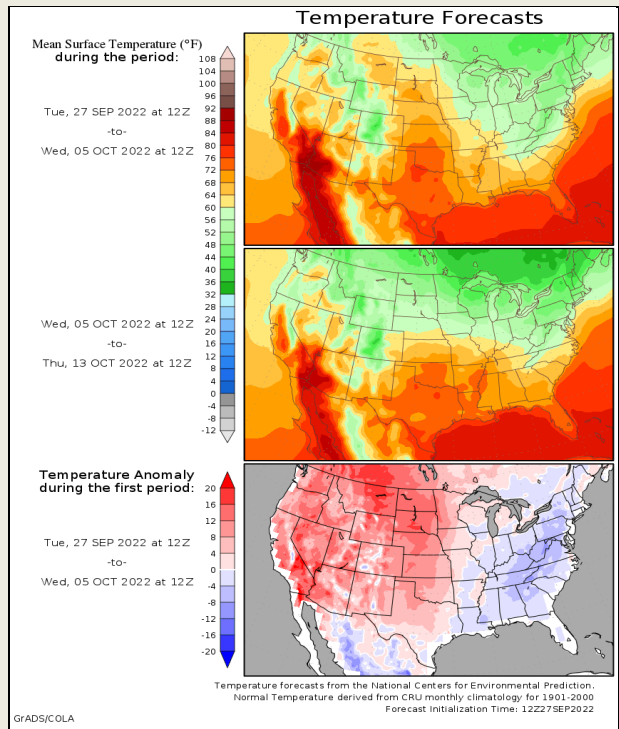 Temperature Forecasts
Mean Surface Temperature (°F)
during the period:
Tue, 27 SEP 2022 at 12Z
-to-
Wed, 05 OCT 2022 at 12Z
108
104
100
96
92
88
84
80
76
72
68
64
60
56
52
48
44
40
36
32
28
24
20
16
12
8
4
0
-4
-8
-12
Wed, 05 OCT 2022 at 12Z
-to-
Thu, 13 OCT 2022 at 12Z
Temperature Anomaly
during the first period:
Tue, 27 SEP 2022 at 12Z
-to-
Wed, 05 OCT 2022 at 12Z
20
16
12
8
4
0
-4
-8
-12
-16
-20
Temperature forecasts from the National Centers for Environmental Prediction.
Normal Temperature derived from CRU monthly climatology for 1901-2000
Forecast Initialization Time: 12Z27SEP2022
GrADS/COLA